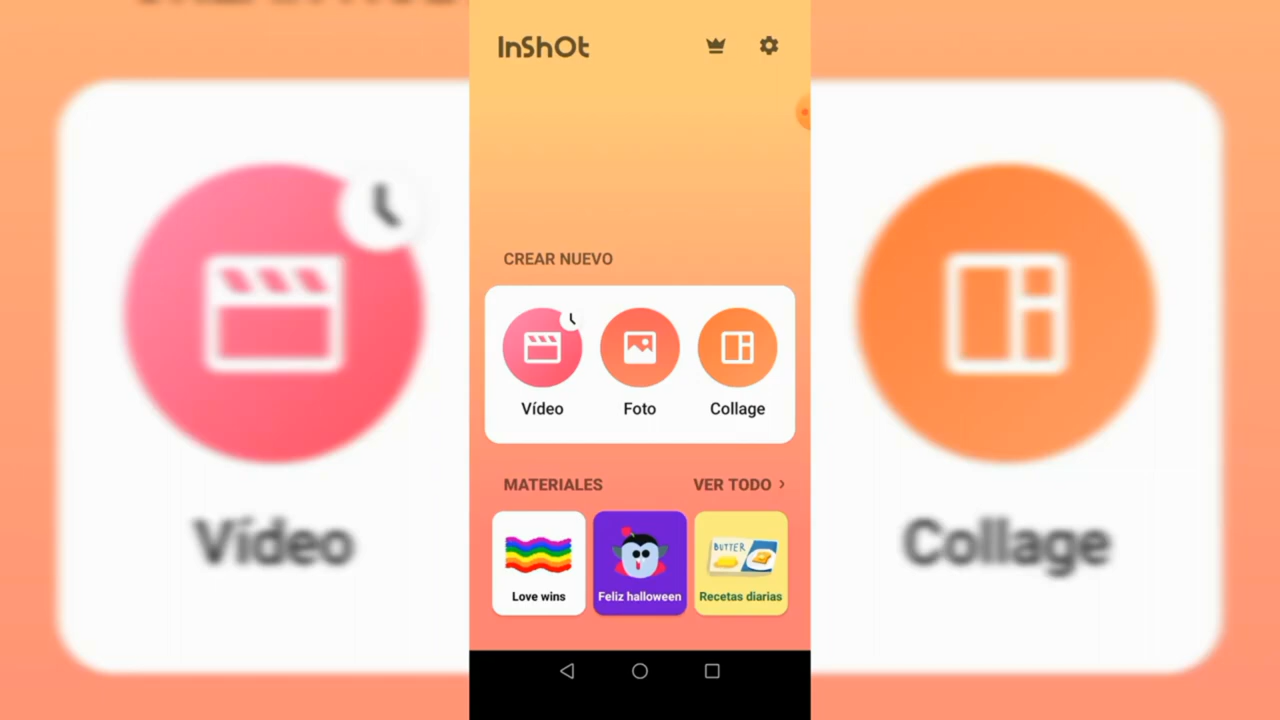 InShOt
CREAR NUEVO
Vídeo Foto Collage
MATERIALES VER TODO >
BUTTER
Love wins Feliz halloween Recetas diarias
Vídeo Collage